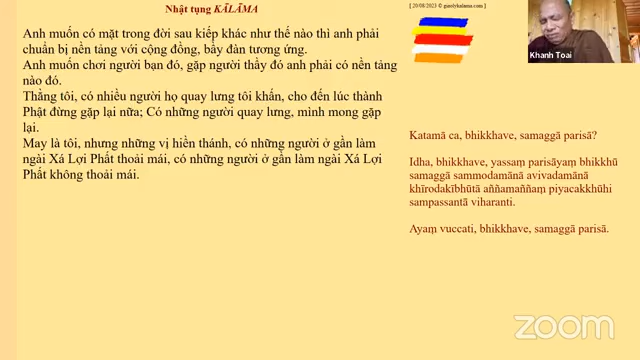 Nhật tụng KĀLĀMA
Anh muốn có mặt trong đời sau kiếp khác như thế nào thì anh phải
chuẩn bị nền tảng với cộng đồng, bầy đàn tương ứng.
Anh muốn chơi người bạn đó, gặp người thầy đó anh phải có nền tảng
nào đó.
Thằng tôi, có nhiều người họ quay lưng tôi khấn, cho đến lúc thành
Phật đừng gặp lại nữa; Có những người quay lưng, mình mong gặp
lại.
May là tôi, nhưng những vị hiền thánh, có những người ở gần làm
ngài Xá Lợi Phất thoải mái, có những người ở gần làm ngài Xá Lợi
Phất không thoải mái.
[ 20/08/2023 © giaolykalama.com ]
Khanh Toai
Katamā ca, bhikkhave, samaggā parisā?
Idha, bhikkhave, yassaṃ parisāyaṃ bhikkhū
samaggā sammodamānā avivadamānā
khīrodakībhūtā aññamaññaṃ piyacakkhūhi
sampassantā viharanti.
Ayaṃ vuccati, bhikkhave, samaggā parisā.
zoom